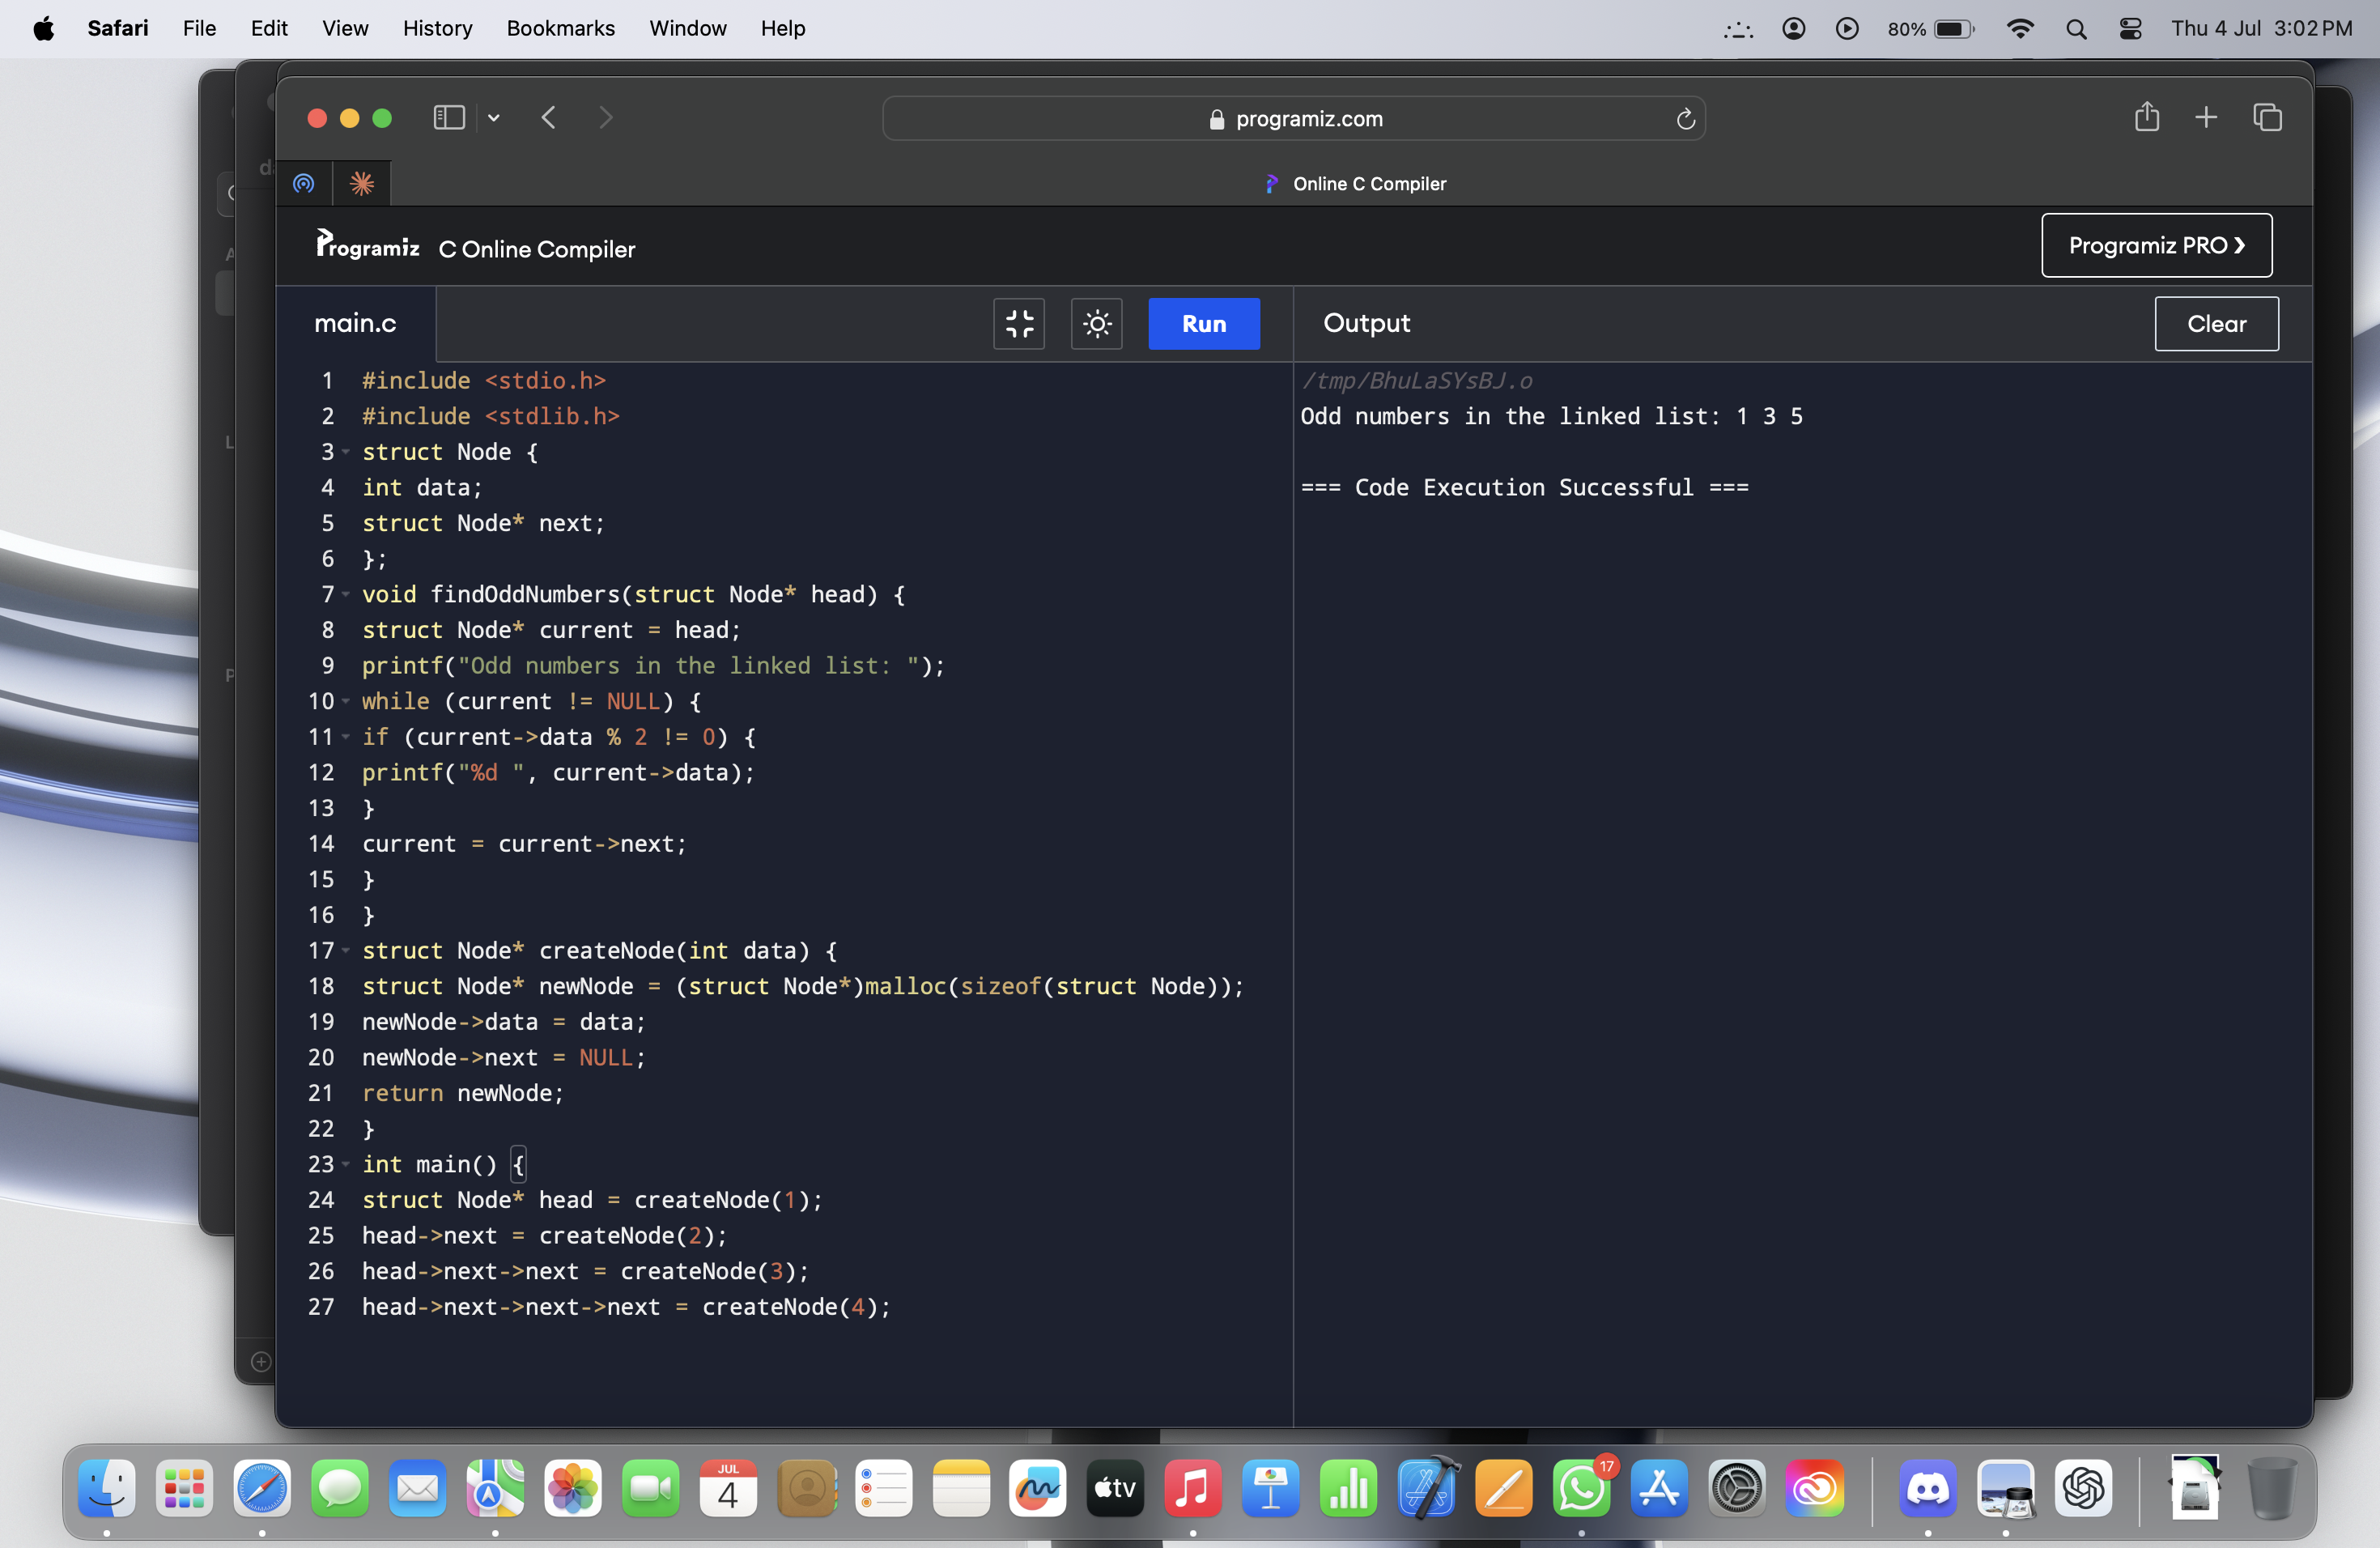 Safari File Edit View History Bookmarks Window Help 80% Thu 4 Jul 3:02 PM
programiz.com
Online C Compiler
Programiz C Online Compiler Programiz PRO ❯
main.c Run Output Clear
1 #include <stdio.h>
2 #include <stdlib.h>
3 struct Node {
4 int data;
5 struct Node* next;
6 };
7 void findOddNumbers(struct Node* head) {
8 struct Node* current = head;
9 printf("Odd numbers in the linked list: ");
10 while (current != NULL) {
11 if (current->data % 2 != 0) {
12 printf("%d ", current->data);
13 }
14 current = current->next;
15 }
16 }
17 struct Node* createNode(int data) {
18 struct Node* newNode = (struct Node*)malloc(sizeof(struct Node));
19 newNode->data = data;
20 newNode->next = NULL;
21 return newNode;
22 }
23 int main() {
24 struct Node* head = createNode(1);
25 head->next = createNode(2);
26 head->next->next = createNode(3);
27 head->next->next->next = createNode(4);
/tmp/BhuLaSYsBJ.o
Odd numbers in the linked list: 1 3 5
=== Code Execution Successful ===
JUL
4
tv
17